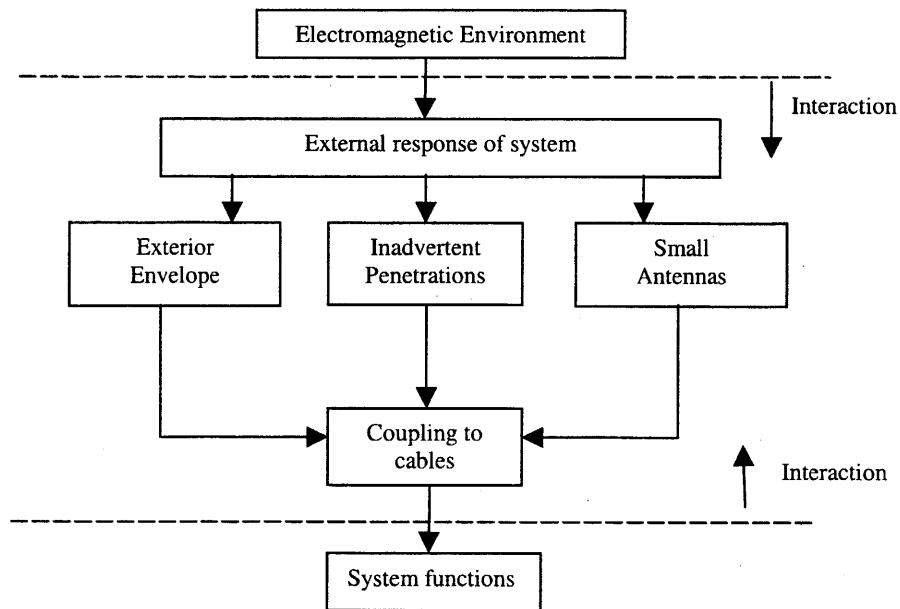 Electromagnetic Environment
Interaction
External response of system
Exterior
Envelope
Inadvertent
Penetrations
Small
Antennas
Coupling to
cables
Interaction
System functions